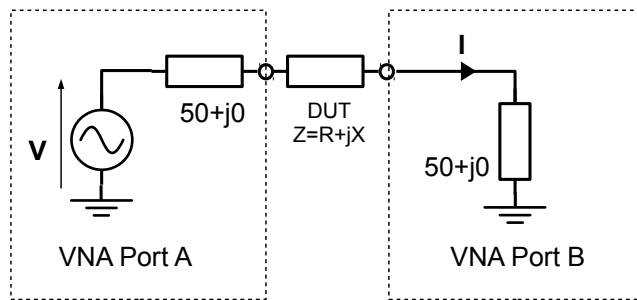 I
50+j0
DUT
Z=R+jX
V
50+j0
VNA Port A
VNA Port B